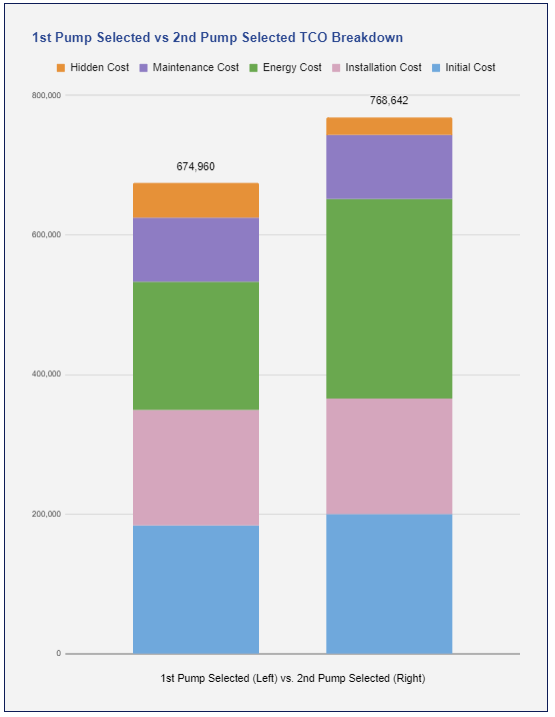 1st Pump Selected vs 2nd Pump Selected TCO Breakdown
Hidden Cost Maintenance Cost Energy Cost Installation Cost Initial Cost
800,000
768,642
674,960
600,000
400,000
200,000
0
1st Pump Selected (Left) vs. 2nd Pump Selected (Right)